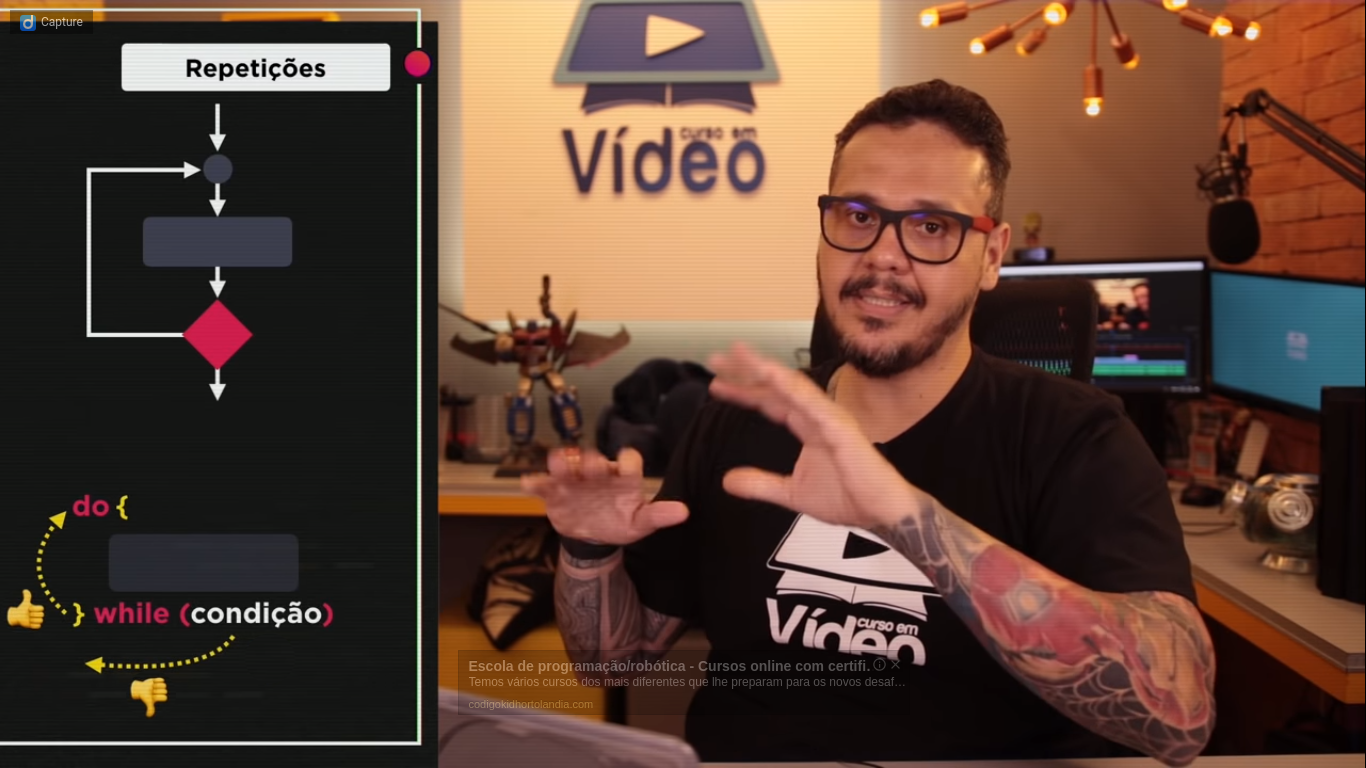 Capture
Repetições
do {
} while (condição)
curso em
Vídeo
curso em
Vídeo
Escola de programação/robótica - Cursos online com certifi.
Temos vários cursos dos mais diferentes que lhe preparam para os novos desaf...
codigokidhortolandia.com